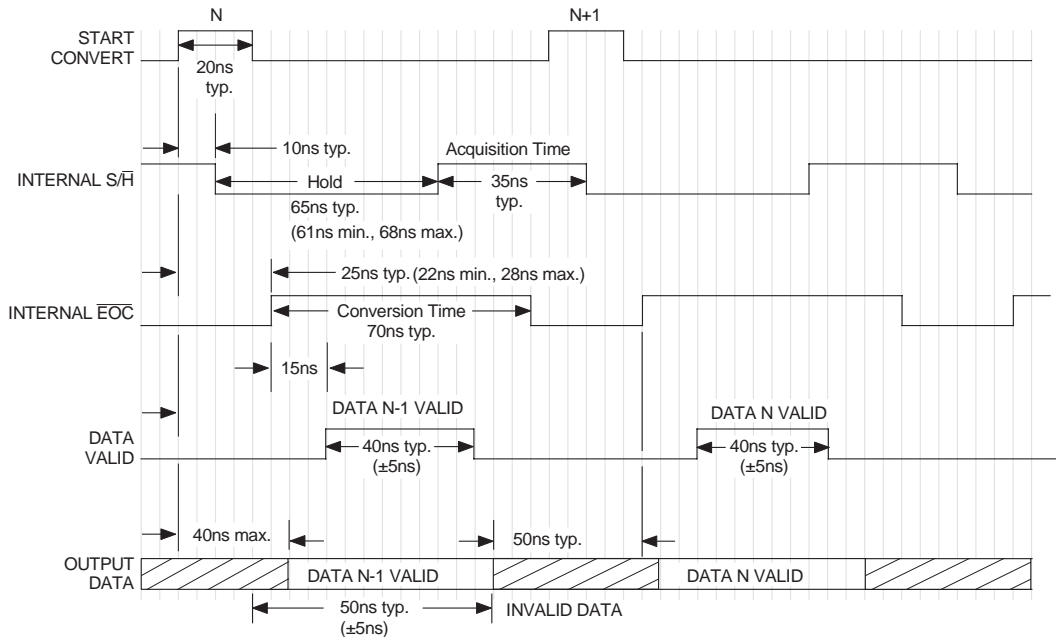 N N+1
START
CONVERT
20ns
typ.
10ns typ.
Acquisition Time
INTERNAL S/H̅
Hold
35ns
typ.
65ns typ.
(61ns min., 68ns max.)
25ns typ. (22ns min., 28ns max.)
INTERNAL E̅O̅C̅
Conversion Time
70ns typ.
15ns
DATA N-1 VALID DATA N VALID
DATA
VALID
40ns typ. 40ns typ.
(±5ns) (±5ns)
40ns max. 50ns typ.
OUTPUT
DATA
DATA N-1 VALID DATA N VALID
50ns typ.
(±5ns)
INVALID DATA